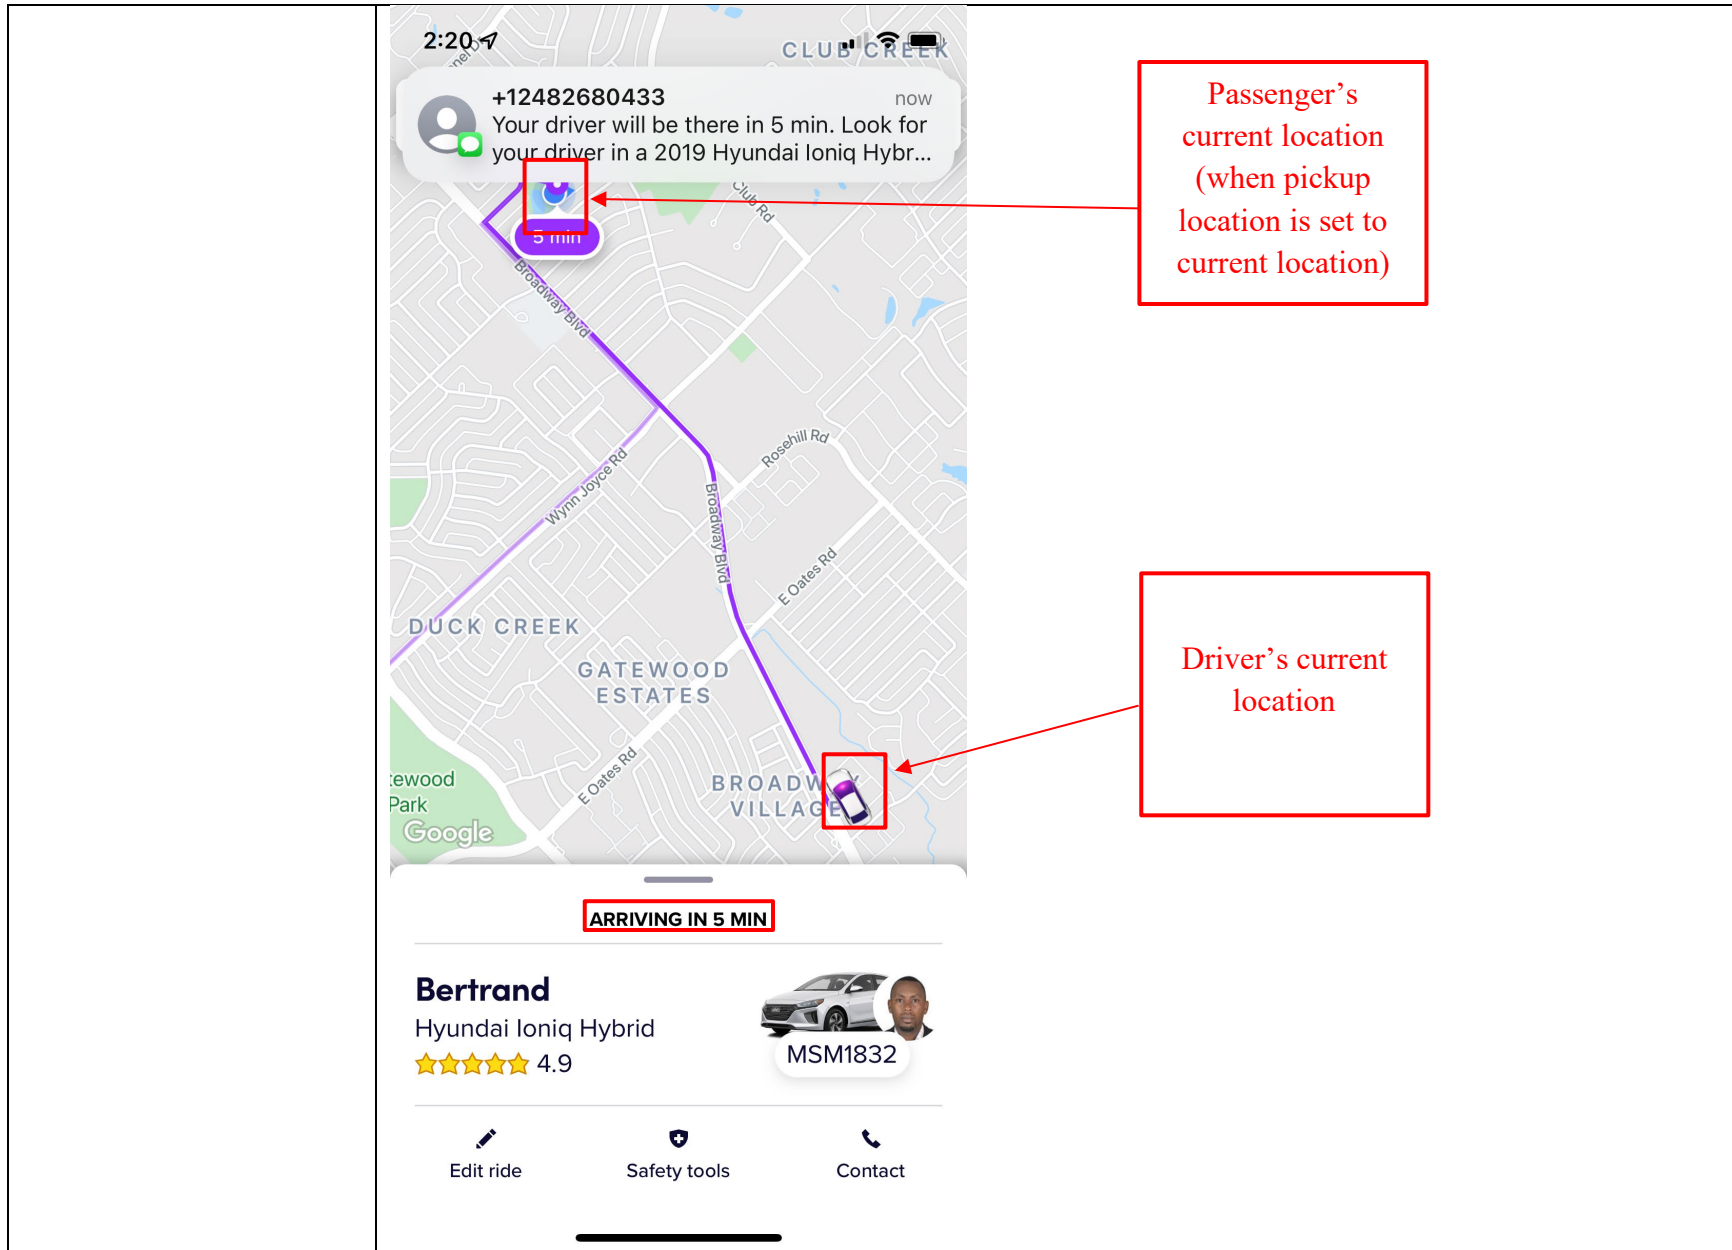 2:20
CLUB CREEK
+12482680433
now
Your driver will be there in 5 min. Look for
your driver in a 2019 Hyundai Ioniq Hybr...
Club Rd
5 min
Broadway Blvd
Rosehill Rd
Wynn Joyce Rd
Broadway Blvd
E Oates Rd
DUCK CREEK
GATEWOOD
ESTATES
E Oates Rd
BROADW
VILLAGE
tewood
Park
Google
ARRIVING IN 5 MIN
Bertrand
Hyundai Ioniq Hybrid
4.9
MSM1832
Edit ride
Safety tools
Contact
Passenger’s
current location
(when pickup
location is set to
current location)
Driver’s current
location